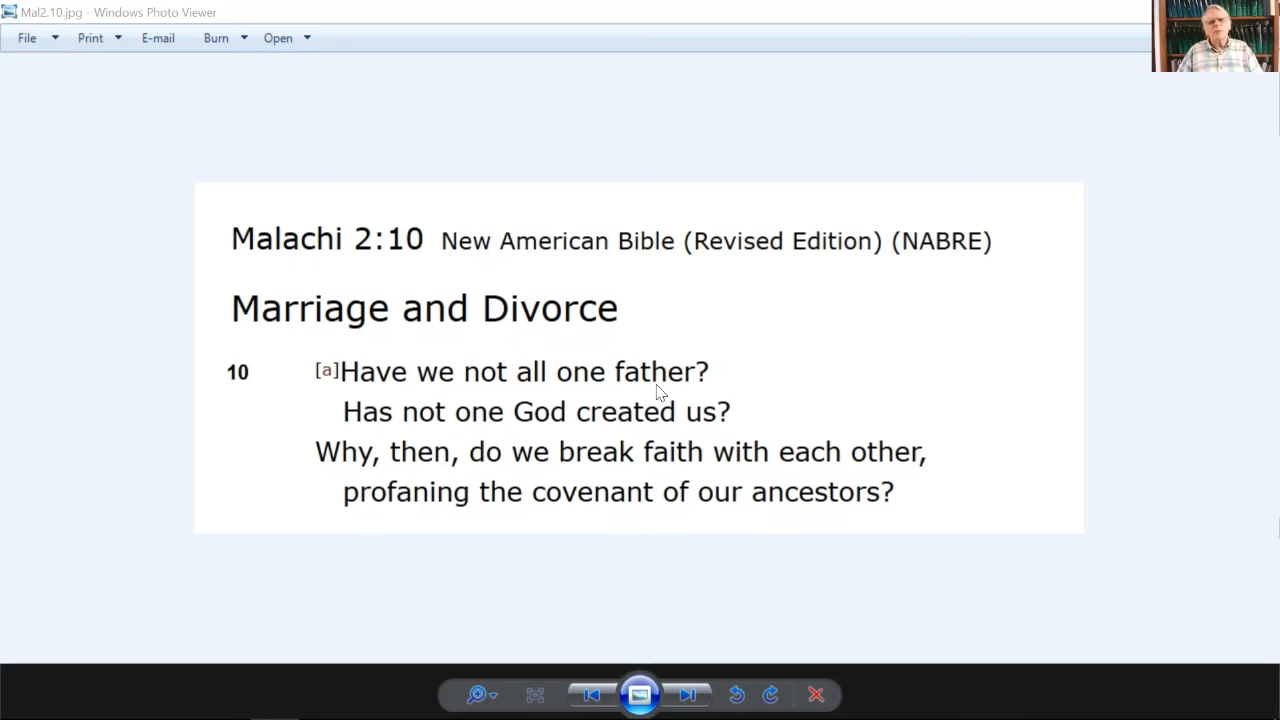 Mal2.10.jpg - Windows Photo Viewer
File Print E-mail Burn Open
Malachi 2:10 New American Bible (Revised Edition) (NABRE)
Marriage and Divorce
10 [a]Have we not all one father?
Has not one God created us?
Why, then, do we break faith with each other,
profaning the covenant of our ancestors?